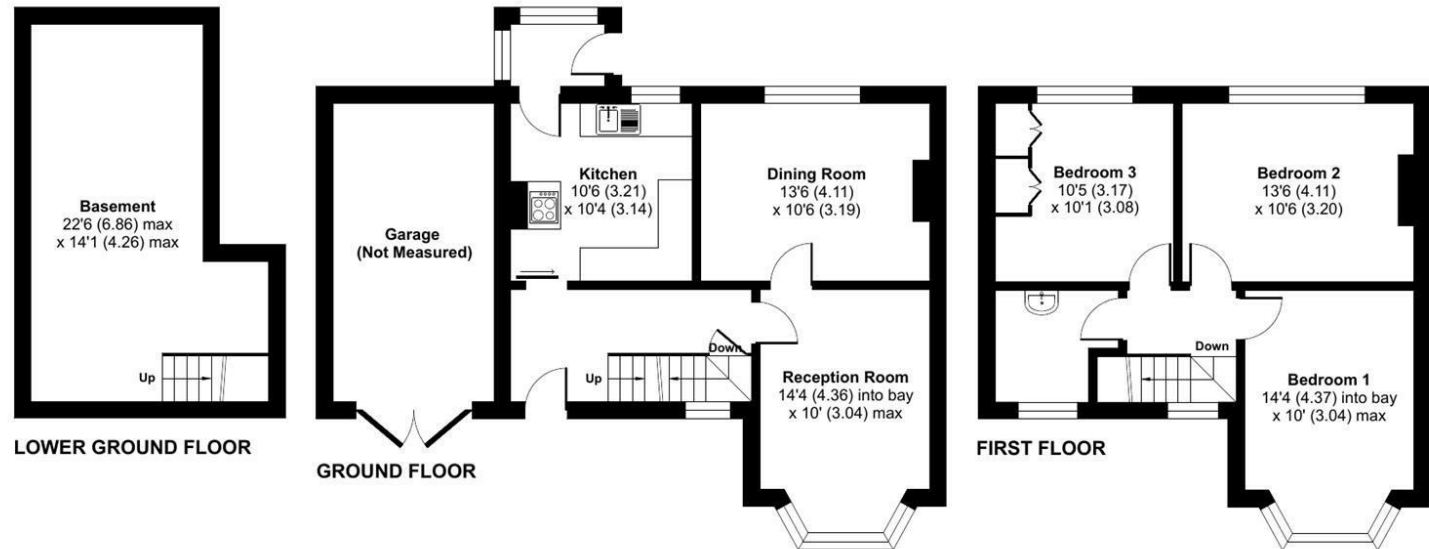 Basement
22'6 (6.86) max
x 14'1 (4.26) max
Up
LOWER GROUND FLOOR
Garage
(Not Measured)
Kitchen
10'6 (3.21)
x 10'4 (3.14)
Dining Room
13'6 (4.11)
x 10'6 (3.19)
Down
Up
Reception Room
14'4 (4.36) into bay
x 10' (3.04) max
GROUND FLOOR
Bedroom 3
10'5 (3.17)
x 10'1 (3.08)
Bedroom 2
13'6 (4.11)
x 10'6 (3.20)
Down
Bedroom 1
14'4 (4.37) into bay
x 10' (3.04) max
FIRST FLOOR